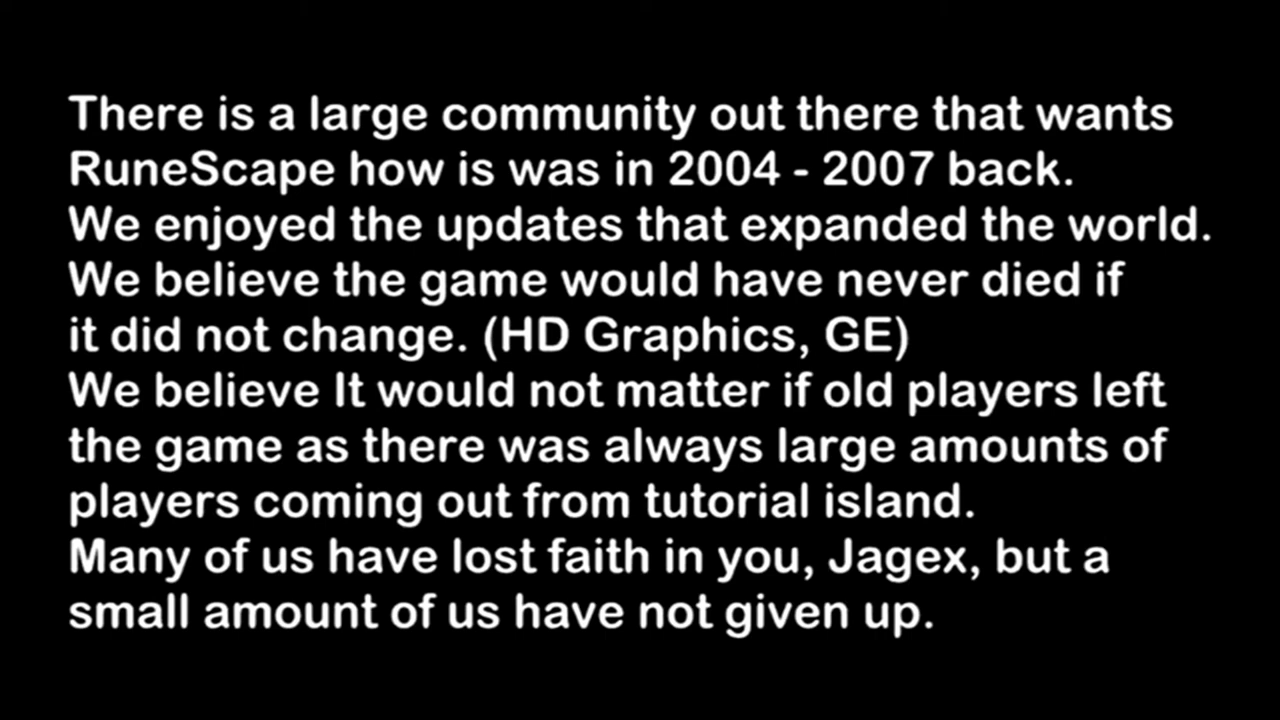 There is a large community out there that wants
RuneScape how is was in 2004 - 2007 back.
We enjoyed the updates that expanded the world.
We believe the game would have never died if
it did not change. (HD Graphics, GE)
We believe It would not matter if old players left
the game as there was always large amounts of
players coming out from tutorial island.
Many of us have lost faith in you, Jagex, but a
small amount of us have not given up.